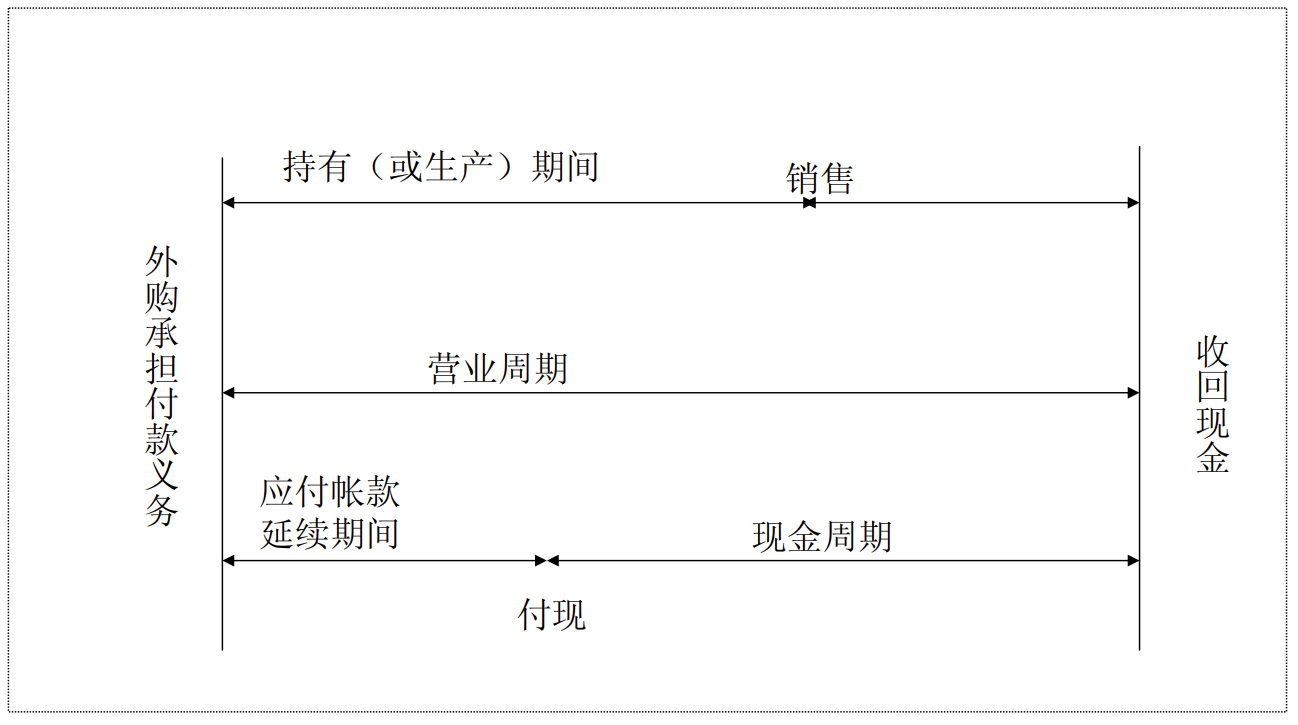 持有（或生产）期间
销售
外购承担付款义务
营业周期
收回现金
应付帐款
延续期间
现金周期
付现